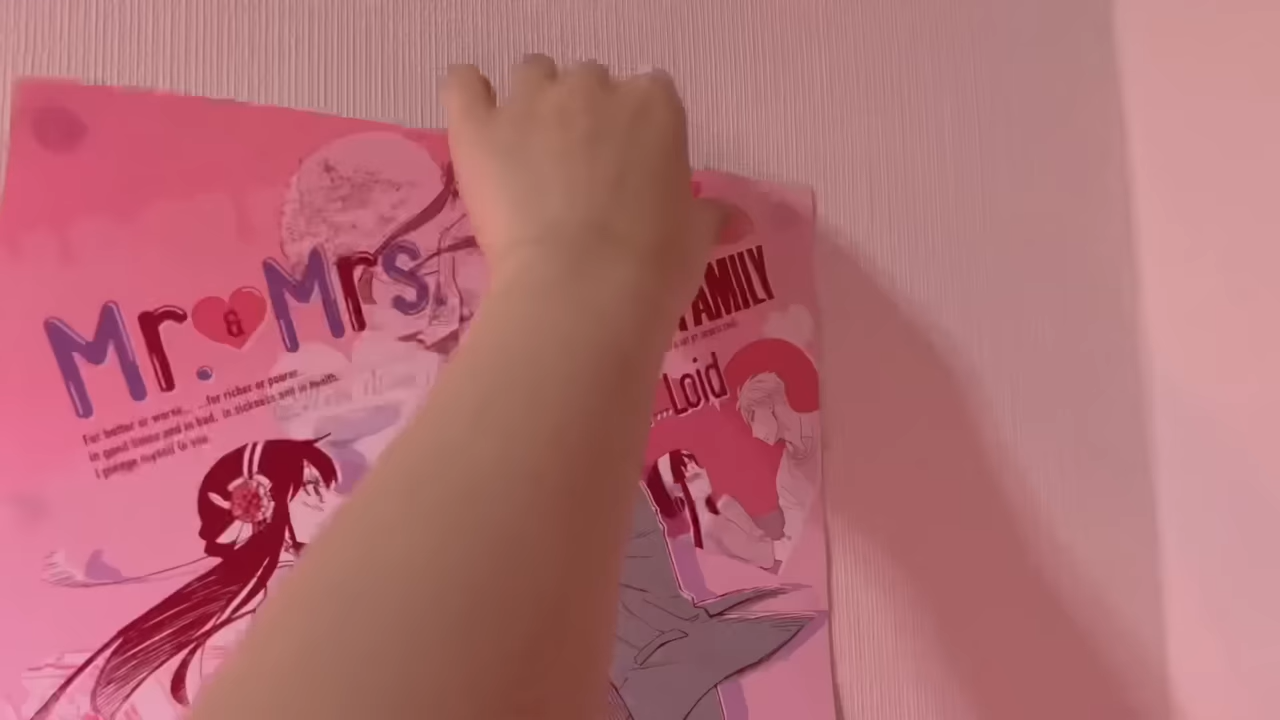 Mr. & Mrs.
For better or worse... ...for richer or poorer...
in good times and in bad. in sickness and in health.
I pledge myself to you.
FAMILY
...Loid